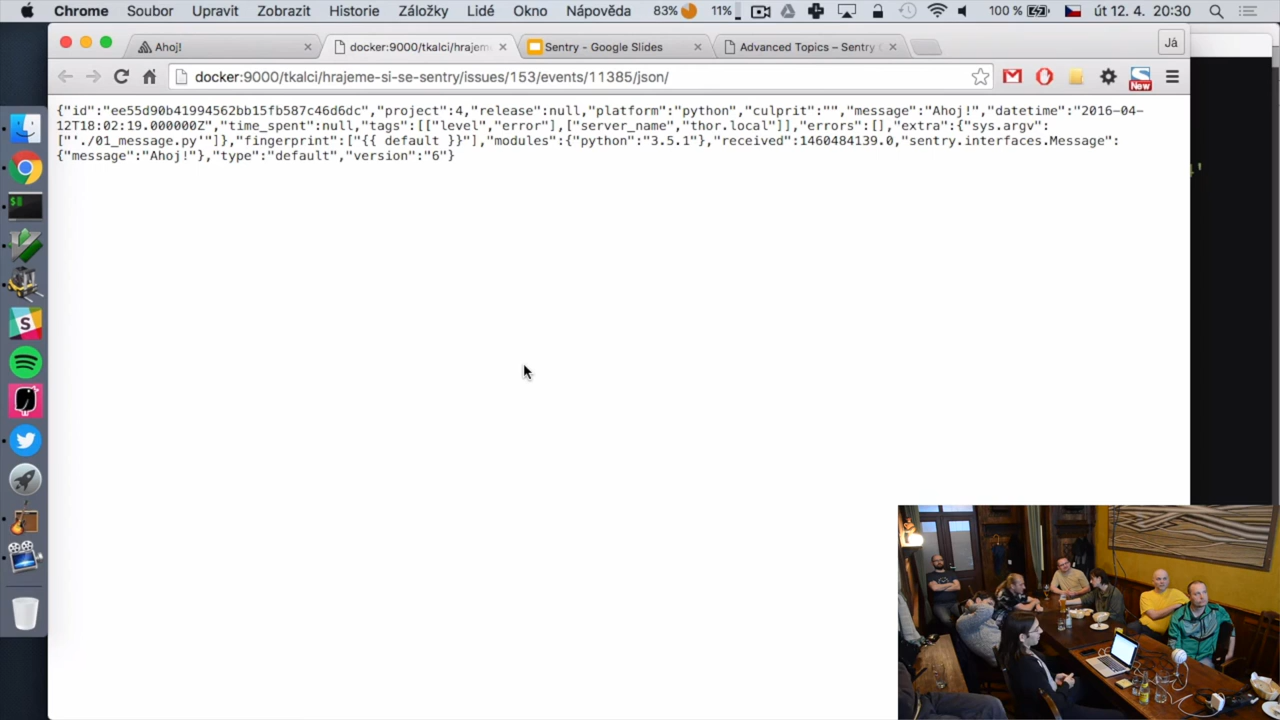 Chrome Soubor Upravit Zobrazit Historie Záložky Lidé Okno Nápověda 83% 11% 100 % út 12. 4. 20:30
Ahoj! docker:9000/tkalci/hrajeme Sentry - Google Slides Advanced Topics – Sentry Já
docker:9000/tkalci/hrajeme-si-se-sentry/issues/153/events/11385/json/ New
{"id":"ee55d90b41994562bb15fb587c46d6dc","project":4,"release":null,"platform":"python","culprit":"","message":"Ahoj!","datetime":"2016-04-
12T18:02:19.000000Z","time_spent":null,"tags":[["level","error"],["server_name","thor.local"]],"errors":[],"extra":{"sys.argv":
["'./01_message.py'"]},"fingerprint":["{{ default }}"],"modules":{"python":"3.5.1"},"received":1460484139.0,"sentry.interfaces.Message":
{"message":"Ahoj!"},"type":"default","version":"6"}